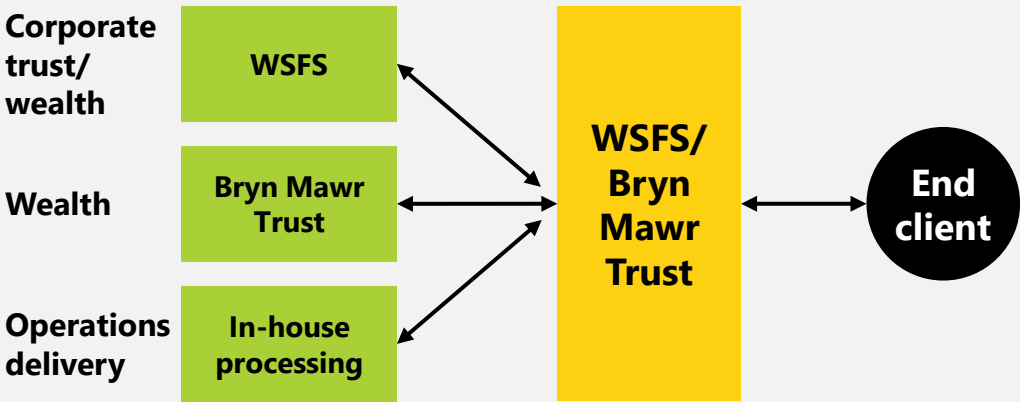 Corporate
trust/
wealth
WSFS
Wealth
Bryn Mawr
Trust
Operations
delivery
In-house
processing
WSFS/
Bryn
Mawr
Trust
End
client